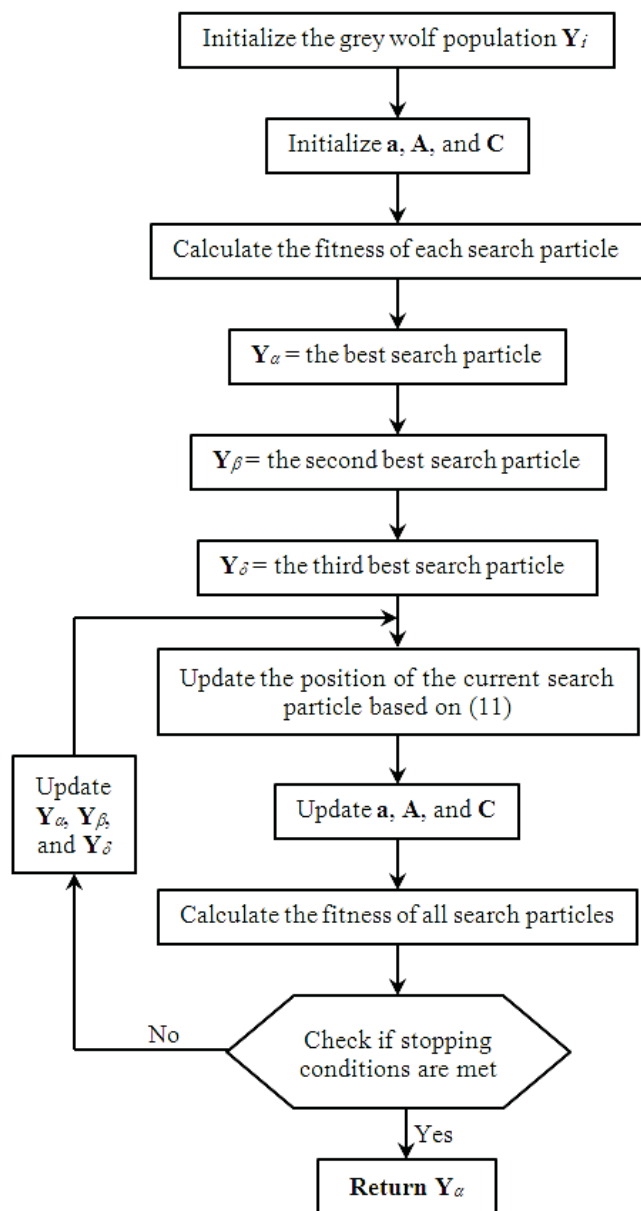 Initialize the grey wolf population Yᵢ
Initialize a, A, and C
Calculate the fitness of each search particle
Yα = the best search particle
Yβ = the second best search particle
Yδ = the third best search particle
Update the position of the current search
particle based on (11)
Update
Yα, Yβ,
and Yδ
Update a, A, and C
Calculate the fitness of all search particles
No
Check if stopping
conditions are met
Yes
Return Yα